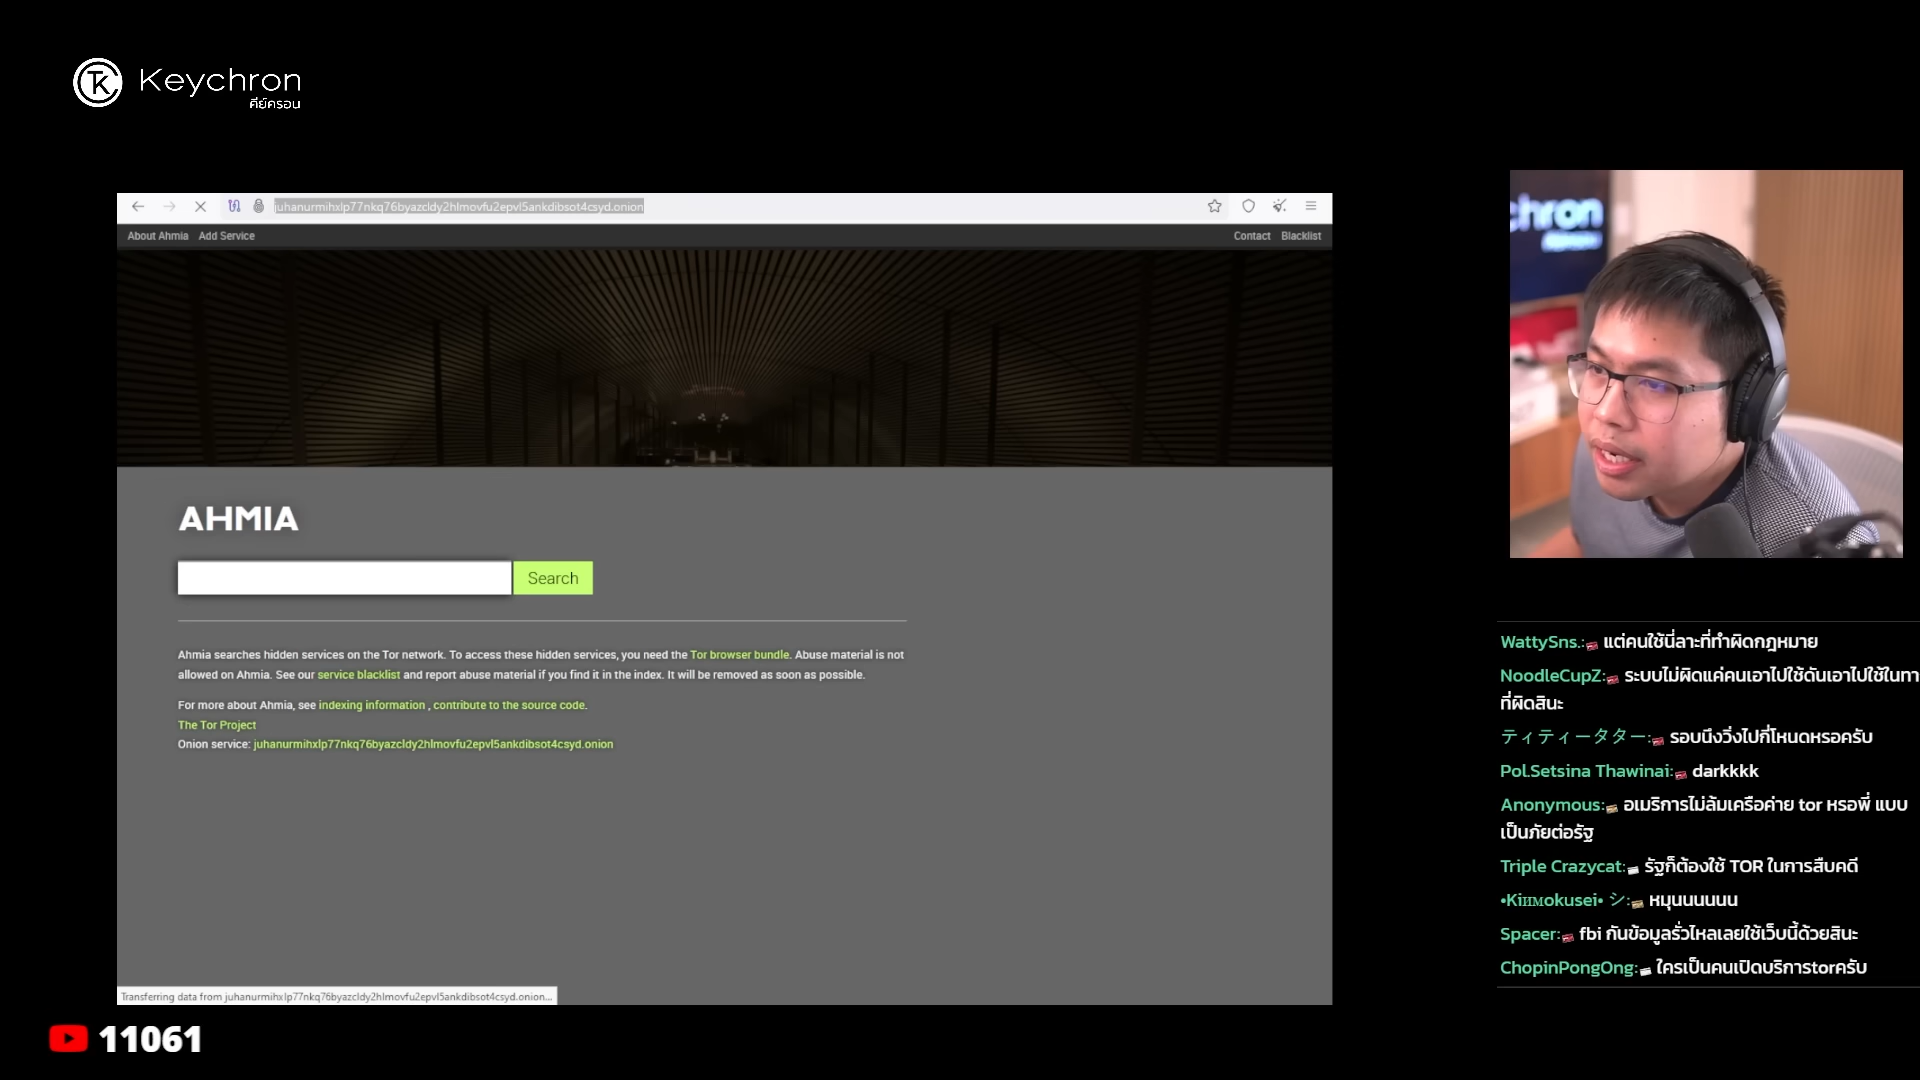 Keychron
คีย์ครอน
juhanurmihxlp77nkq76byazcldy2hlmovfu2epvl5ankdibsot4csyd.onion
About Ahmia Add Service
Contact Blacklist
chron
AHMIA
Search
Ahmia searches hidden services on the Tor network. To access these hidden services, you need the Tor browser bundle. Abuse material is not
allowed on Ahmia. See our service blacklist and report abuse material if you find it in the index. It will be removed as soon as possible.
For more about Ahmia, see indexing information , contribute to the source code.
The Tor Project
Onion service: juhanurmihxlp77nkq76byazcldy2hlmovfu2epvl5ankdibsot4csyd.onion
Transferring data from juhanurmihxlp77nkq76byazcldy2hlmovfu2epvl5ankdibsot4csyd.onion...
WattySns.: แต่คนใช้นี่ลาะที่ทำผิดกฎหมาย
NoodleCupZ: ระบบไม่ผิดแค่คนเอาไปใช้ดันเอาไปใช้ในทา
ที่ผิดสินะ
ティティータター: รอบนึงวิ่งไปกี่โหนดหรอครับ
Pol.Setsina Thawinai: darkkkk
Anonymous: อเมริการไม่ล้มเครือค่าย tor หรอพี่ แบบ
เป็นภัยต่อรัฐ
Triple Crazycat: รัฐก็ต้องใช้ TOR ในการสืบคดี
•Kiимokusei• シ: หมุนนนนนน
Spacer: fbi กันข้อมูลรั่วไหลเลยใช้เว็บนี้ด้วยสินะ
ChopinPongOng: ใครเป็นคนเปิดบริการtorครับ
11061